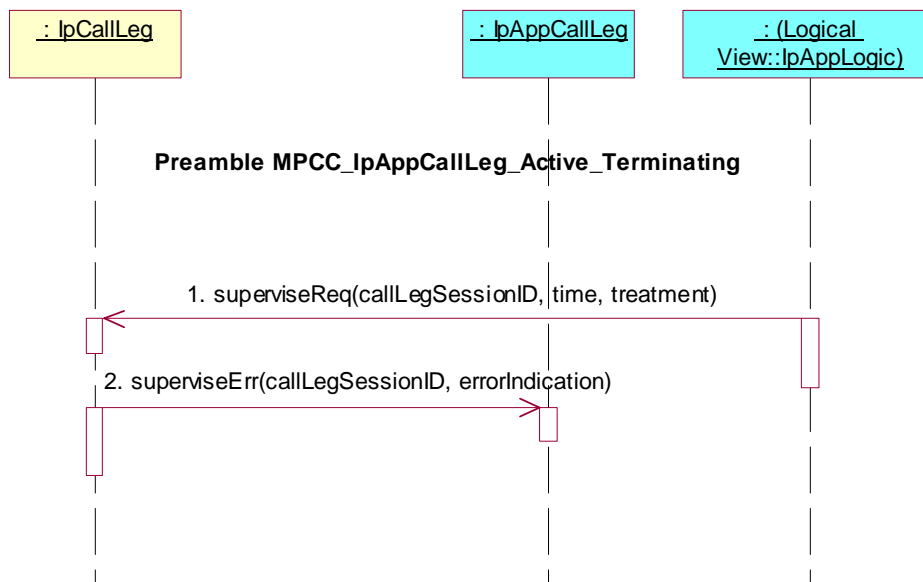 : IpCallLeg
: IpAppCallLeg
: (Logical
View::IpAppLogic)
Preamble MPCC_IpAppCallLeg_Active_Terminating
1. superviseReq(callLegSessionID, time, treatment)
2. superviseErr(callLegSessionID, errorIndication)